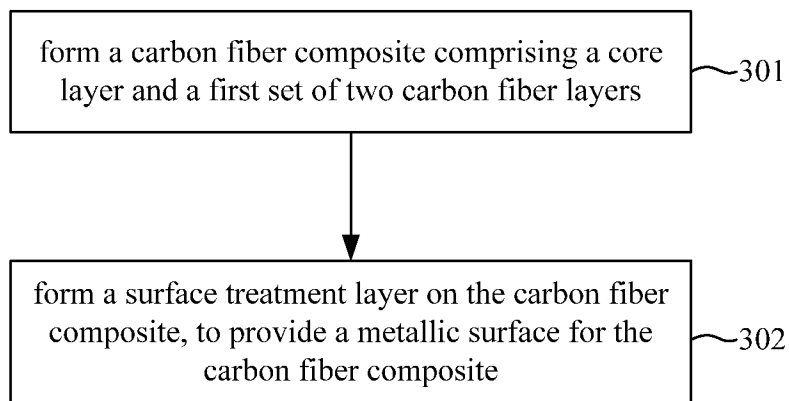 form a carbon fiber composite comprising a core
layer and a first set of two carbon fiber layers
301
form a surface treatment layer on the carbon fiber
composite, to provide a metallic surface for the
carbon fiber composite
302